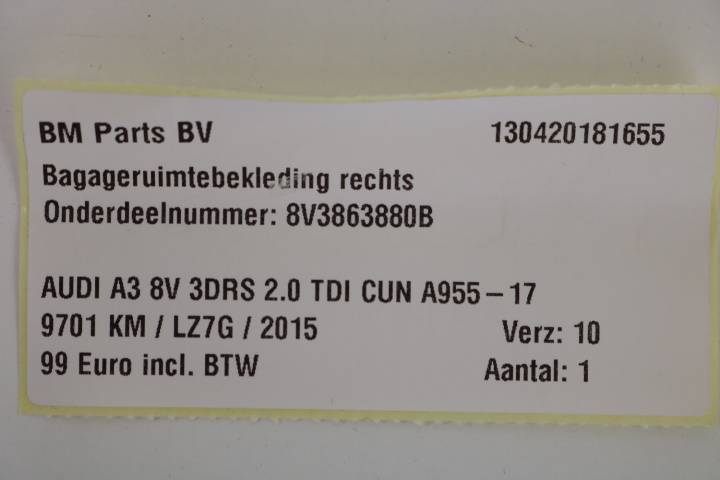 BM Parts BV 130420181655
Bagageruimtebekleding rechts
Onderdeelnummer: 8V3863880B
AUDI A3 8V 3DRS 2.0 TDI CUN A955-17
9701 KM / LZ7G / 2015 Verz: 10
99 Euro incl. BTW Aantal: 1